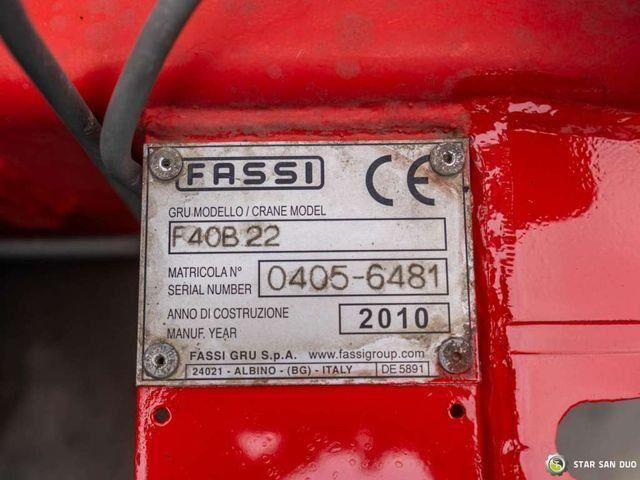 FASSI CE
GRU MODELLO / CRANE MODEL
F40B 22
MATRICOLA N°
SERIAL NUMBER 0405-6481
ANNO DI COSTRUZIONE
MANUF. YEAR 2010
FASSI GRU S.p.A. www.fassigroup.com
24021 - ALBINO - (BG) - ITALY DE 5891
STAR SAN DUO